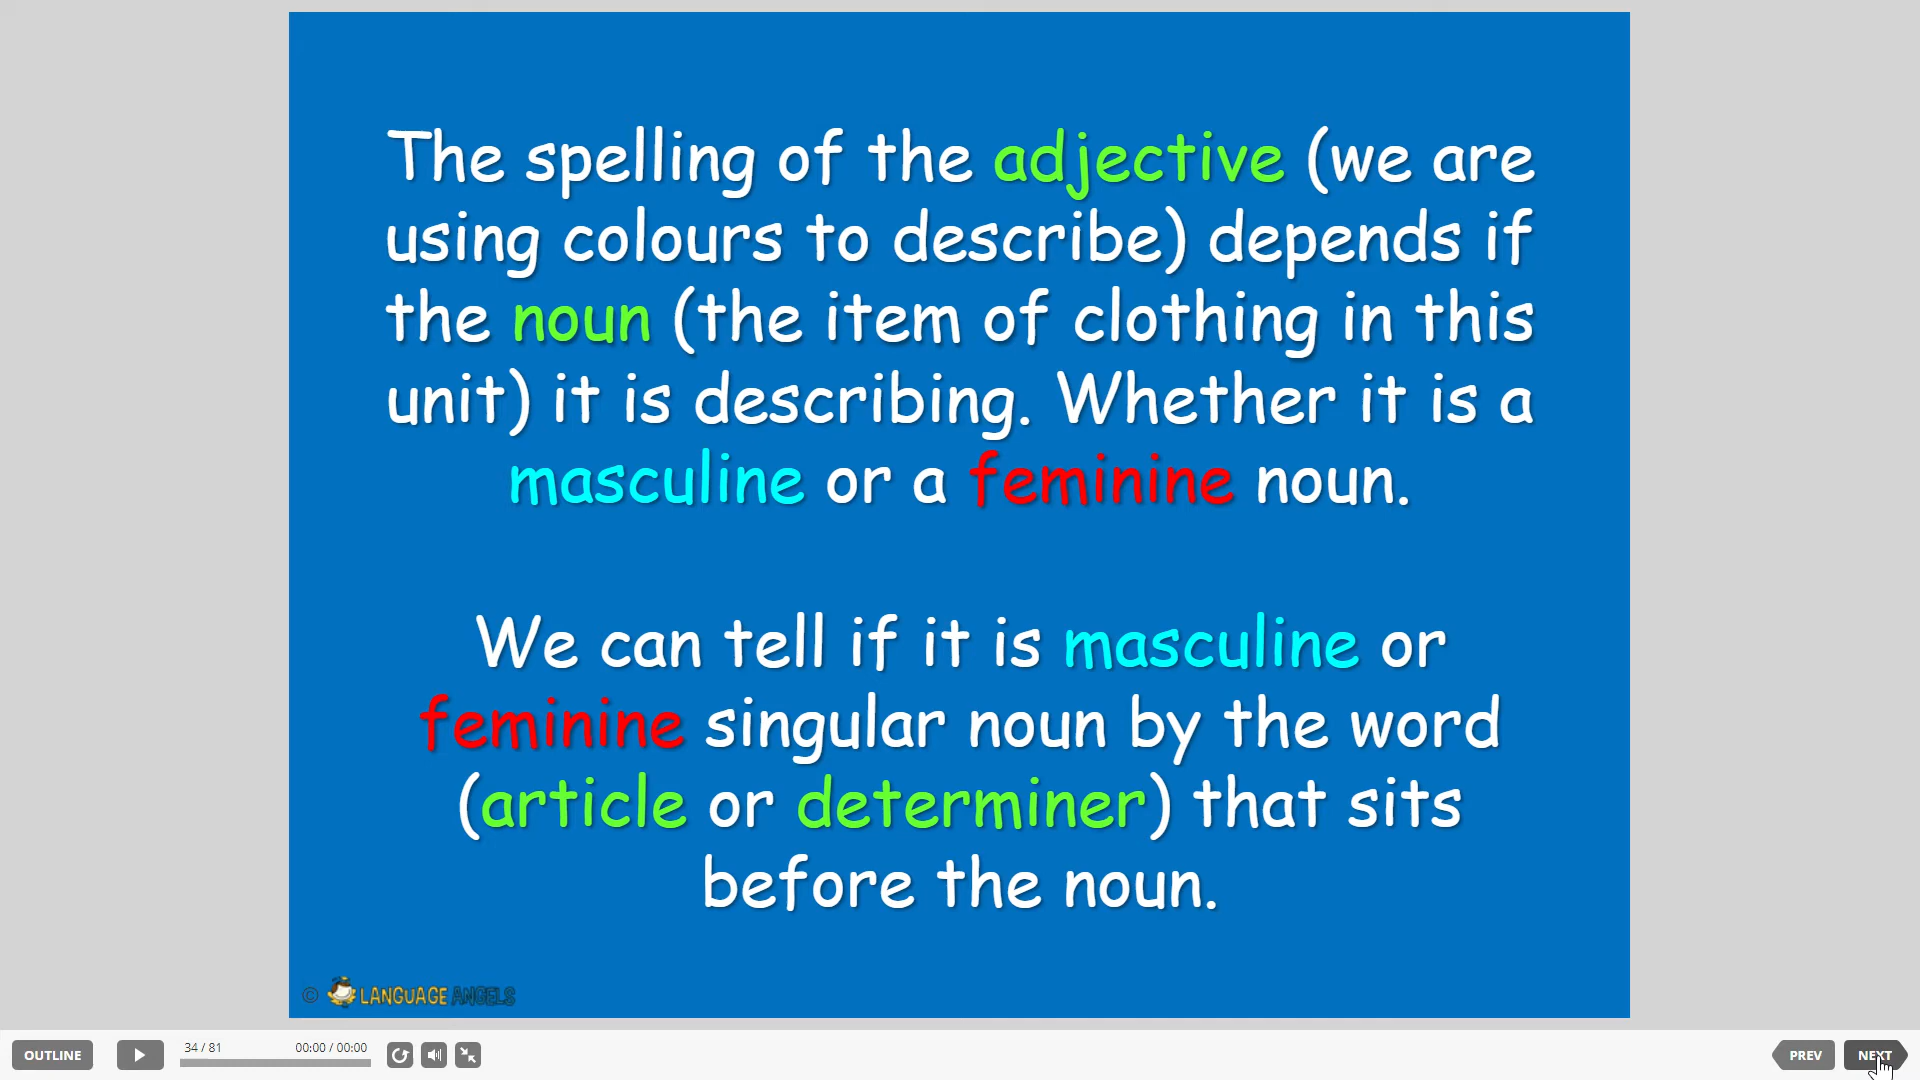 The spelling of the adjective (we are
using colours to describe) depends if
the noun (the item of clothing in this
unit) it is describing. Whether it is a
masculine or a feminine noun.
We can tell if it is masculine or
feminine singular noun by the word
(article or determiner) that sits
before the noun.
© LANGUAGE ANGELS
OUTLINE
34 / 81
00:00 / 00:00
PREV
NEXT